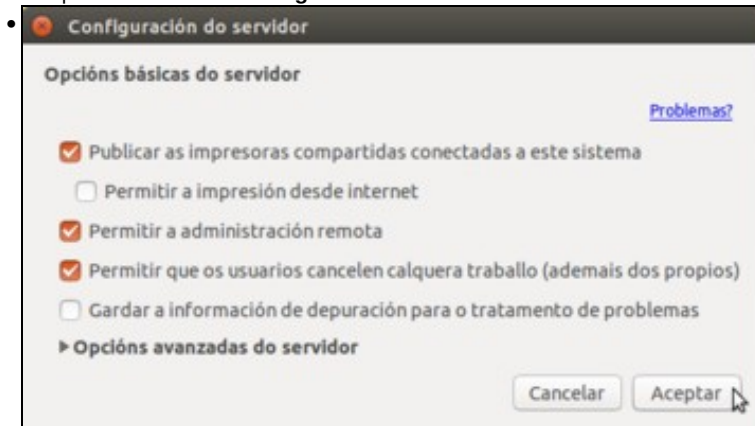 Configuración do servidor
Opcións básicas do servidor
Problemas?
Publicar as impresoras compartidas conectadas a este sistema
Permitir a impresión desde internet
Permitir a administración remota
Permitir que os usuarios cancelen calquera traballo (ademais dos propios)
Gardar a información de depuración para o tratamento de problemas
Opcións avanzadas do servidor
Cancelar Aceptar